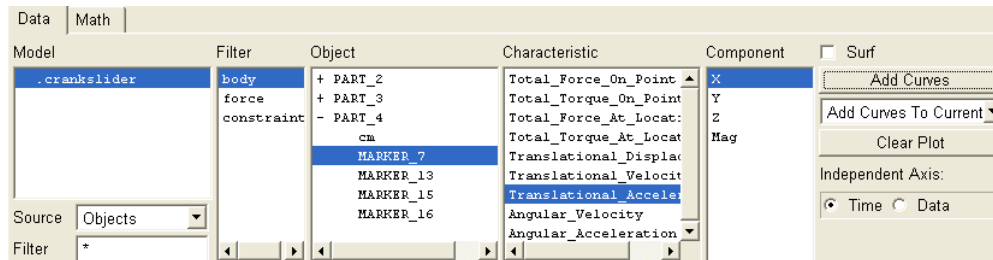 Data Math
Model Filter Object Characteristic Component Surf
.crankslider body + PART_2 Total_Force_On_Point X Add Curves
force + PART_3 Total_Torque_On_Point Y
constraint - PART_4 Total_Force_At_Locati Z Add Curves To Current
cm Total_Torque_At_Locat Mag
MARKER_7 Translational_Displac Clear Plot
MARKER_13 Translational_Velocit Independent Axis:
MARKER_15 Translational_Acceler
Source Objects MARKER_16 Angular_Velocity Time Data
Angular_Acceleration
Filter *